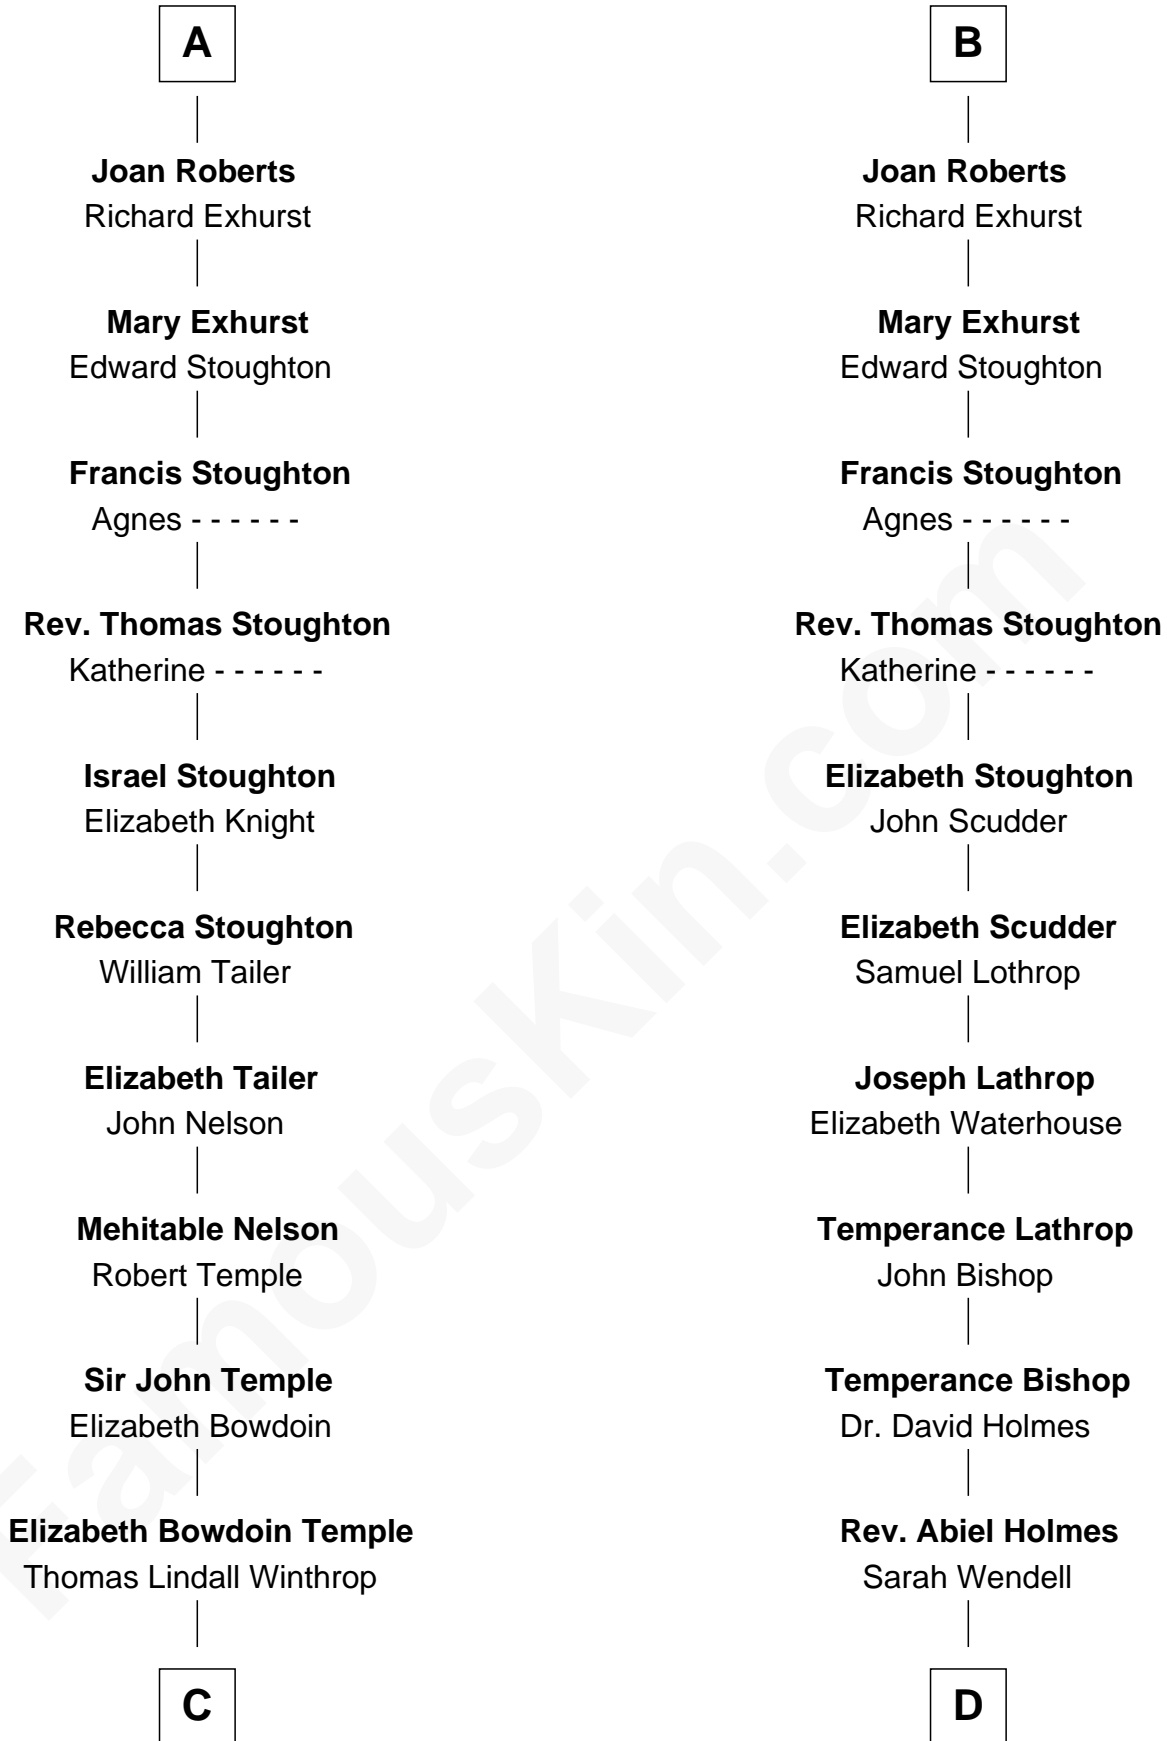 A
Joan Roberts
Richard Exhurst
Mary Exhurst
Edward Stoughton
Francis Stoughton
Agnes - - - - - -
Rev. Thomas Stoughton
Katherine - - - - - -
Israel Stoughton
Elizabeth Knight
Rebecca Stoughton
William Tailer
Elizabeth Tailer
John Nelson
Mehitable Nelson
Robert Temple
Sir John Temple
Elizabeth Bowdoin
Elizabeth Bowdoin Temple
Thomas Lindall Winthrop
C
B
Joan Roberts
Richard Exhurst
Mary Exhurst
Edward Stoughton
Francis Stoughton
Agnes - - - - - -
Rev. Thomas Stoughton
Katherine - - - - - -
Elizabeth Stoughton
John Scudder
Elizabeth Scudder
Samuel Lothrop
Joseph Lathrop
Elizabeth Waterhouse
Temperance Lathrop
John Bishop
Temperance Bishop
Dr. David Holmes
Rev. Abiel Holmes
Sarah Wendell
D
FamousKin.com